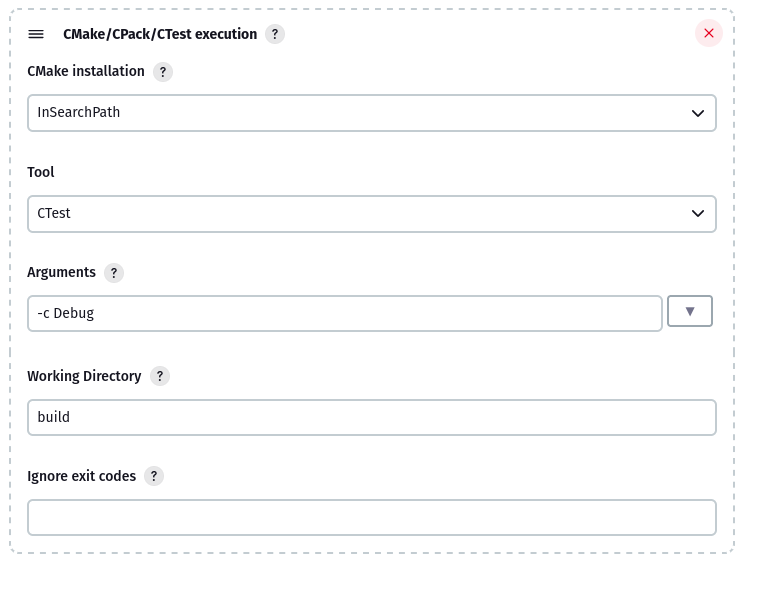 CMake/CPack/CTest execution ?
CMake installation ?
InSearchPath
Tool
CTest
Arguments ?
-c Debug
Working Directory ?
build
Ignore exit codes ?